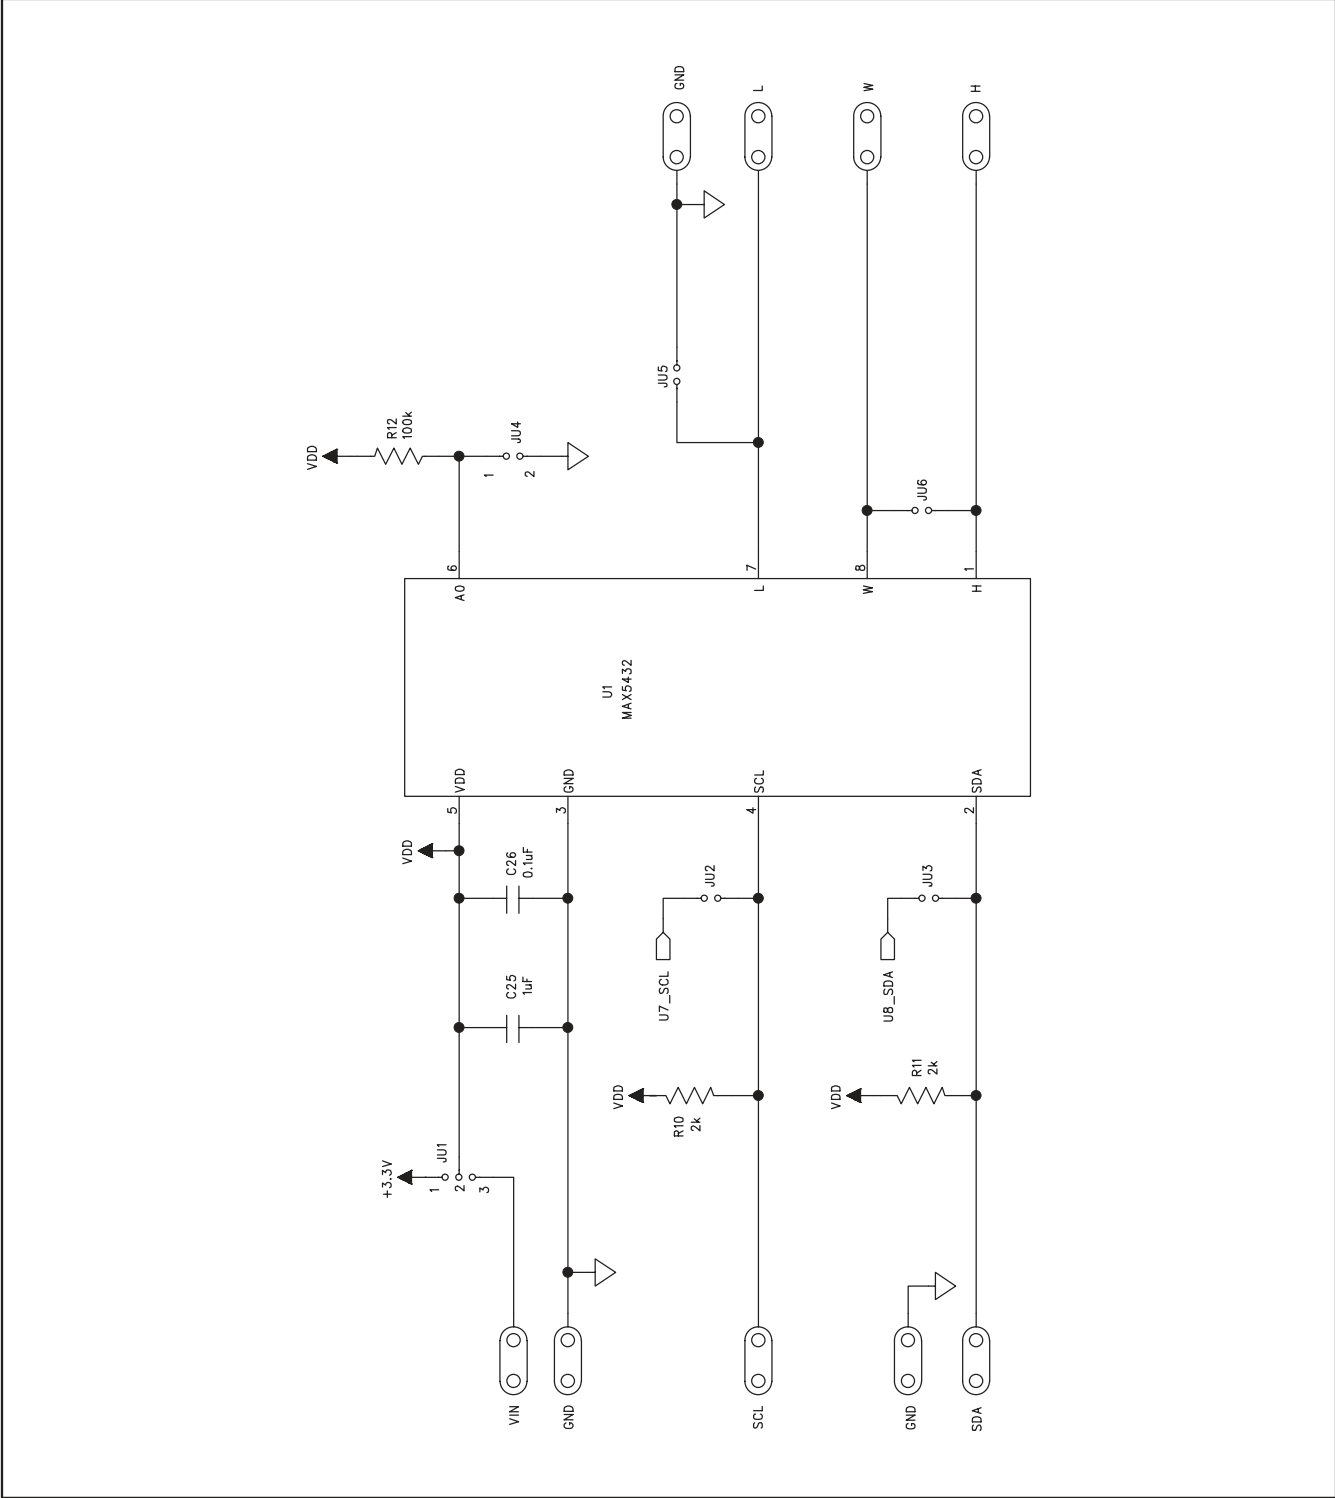 VDD
R12
100k
1
JU4
2
GND
L
W
H
JU5
JU6
6
7
8
1
A0
L
W
H
U1
MAX5432
VDD
GND
SCL
SDA
5
3
4
2
VDD
C26
0.1uF
C25
1uF
JU2
U7_SCL
JU3
U8_SDA
VDD
R10
2k
VDD
R11
2k
+3.3V
JU1
1
2
3
VIN
GND
SCL
GND
SDA